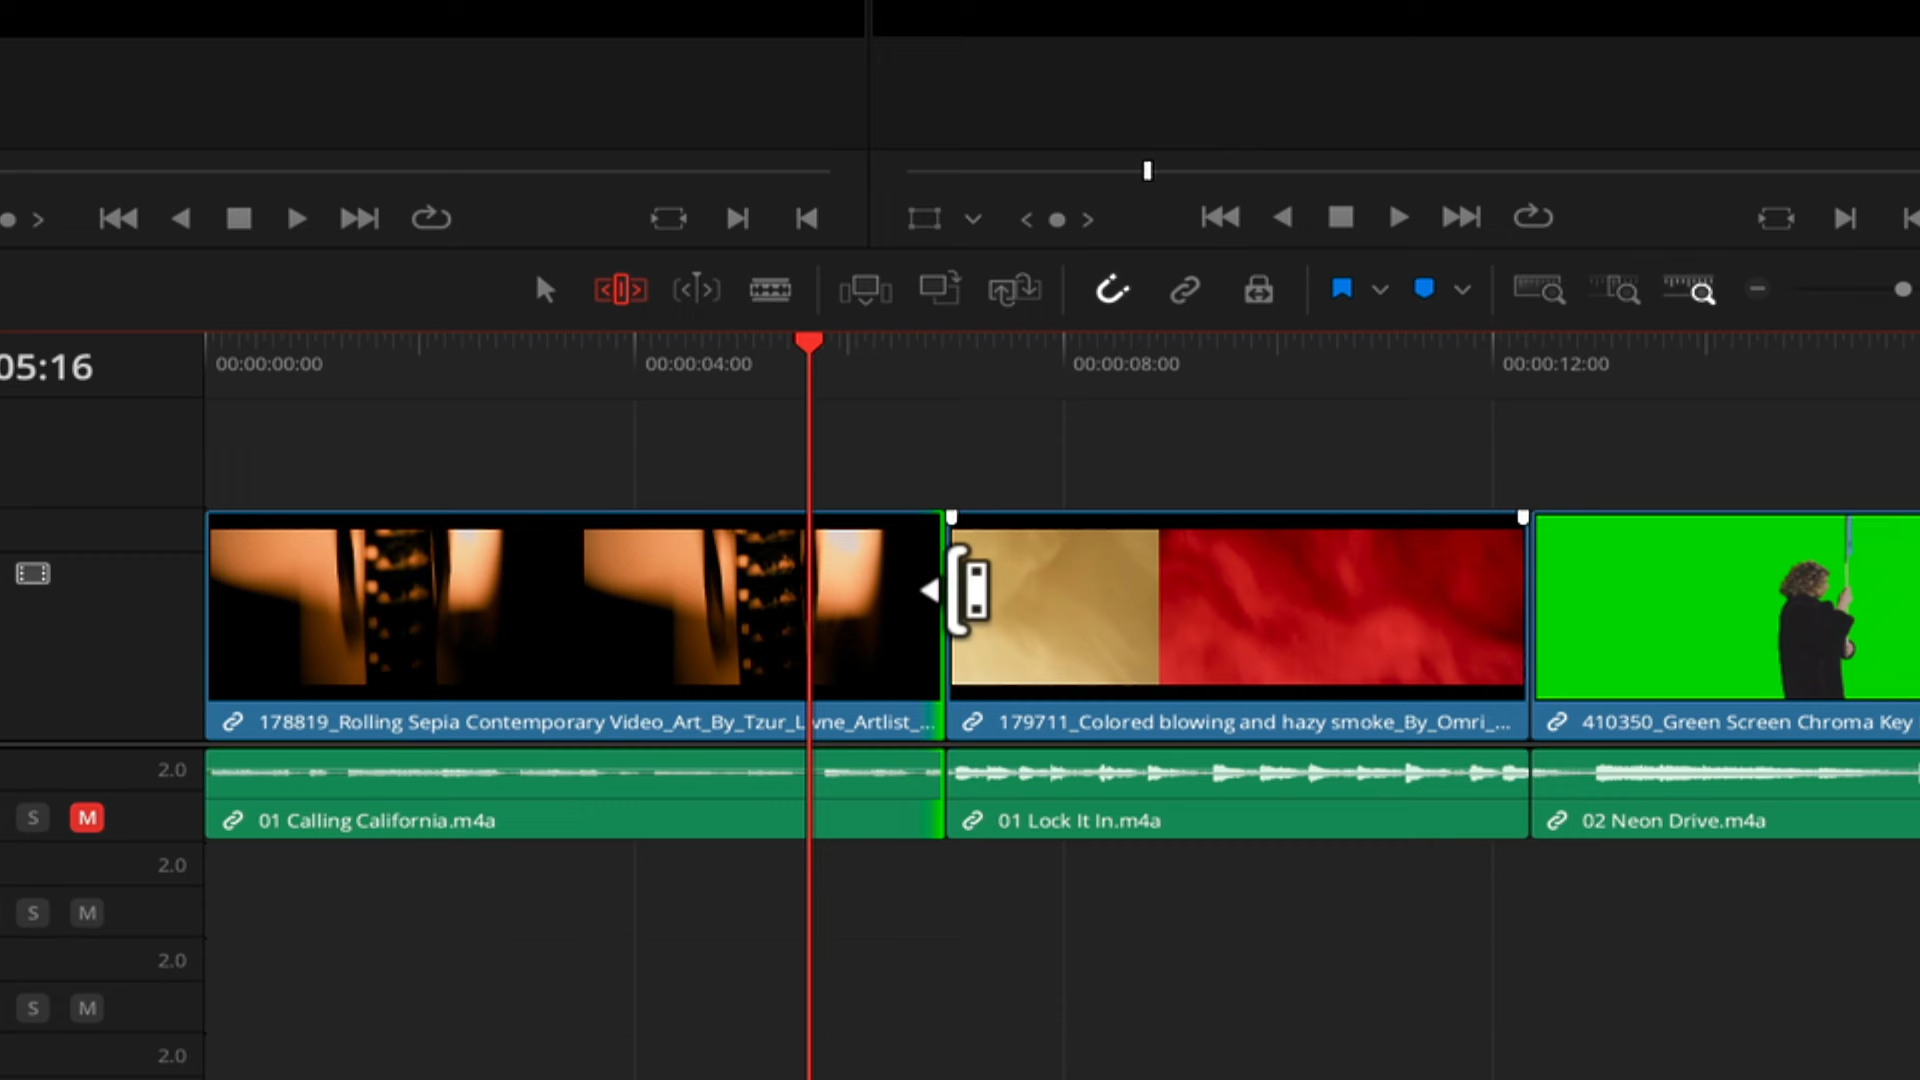 05:16
00:00:00:00
00:00:04:00
00:00:08:00
00:00:12:00
178819_Rolling Sepia Contemporary Video_Art_By_Tzur_Livne_Artlist_...
179711_Colored blowing and hazy smoke_By_Omri_...
410350_Green Screen Chroma Key
2.0
S M
01 Calling California.m4a
01 Lock It In.m4a
02 Neon Drive.m4a
2.0
S M
2.0
S M
2.0